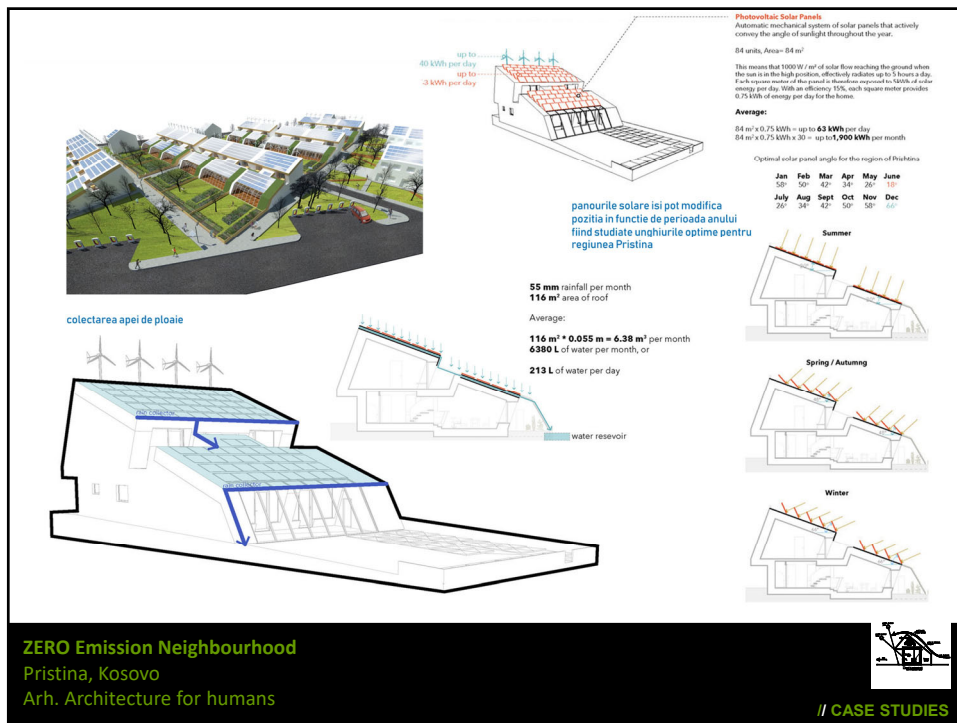 Photovoltaic Solar Panels
Automatic mechanical system of solar panels that actively
convey the angle of sunlight throughout the year.
84 units, Area= 84 m²
This means that 1000 W / m² of solar flow reaching the ground when
the sun is in the high position, effectively radiates up to 5 hours a day.
Each square meter of the panel is therefore exposed to 5kWh of solar
energy per day. With an efficiency 15%, each square meter provides
0.75 kWh of energy per day for the home.
Average:
84 m² x 0.75 kWh = up to 63 kWh per day
84 m² x 0.75 kWh x 30 = up to1,900 kWh per month
Optimal solar panel angle for the region of Prishtina
Jan Feb Mar Apr May June
58° 50° 42° 34° 26° 10°
July Aug Sept Oct Nov Dec
26° 34° 42° 50° 58° 66°
up to
40 kWh per day
up to
3 kWh per day
panourile solare isi pot modifica
pozitia in functie de perioada anului
fiind studiate unghiurile optime pentru
regiunea Pristina
Summer
55 mm rainfall per month
116 m² area of roof
Average:
116 m² * 0.055 m = 6.38 m³ per month
6380 L of water per month, or
213 L of water per day
colectarea apei de ploaie
Spring / Autumng
rain collector
water resevoir
rain collector
Winter
ZERO Emission Neighbourhood
Pristina, Kosovo
Arh. Architecture for humans
// CASE STUDIES